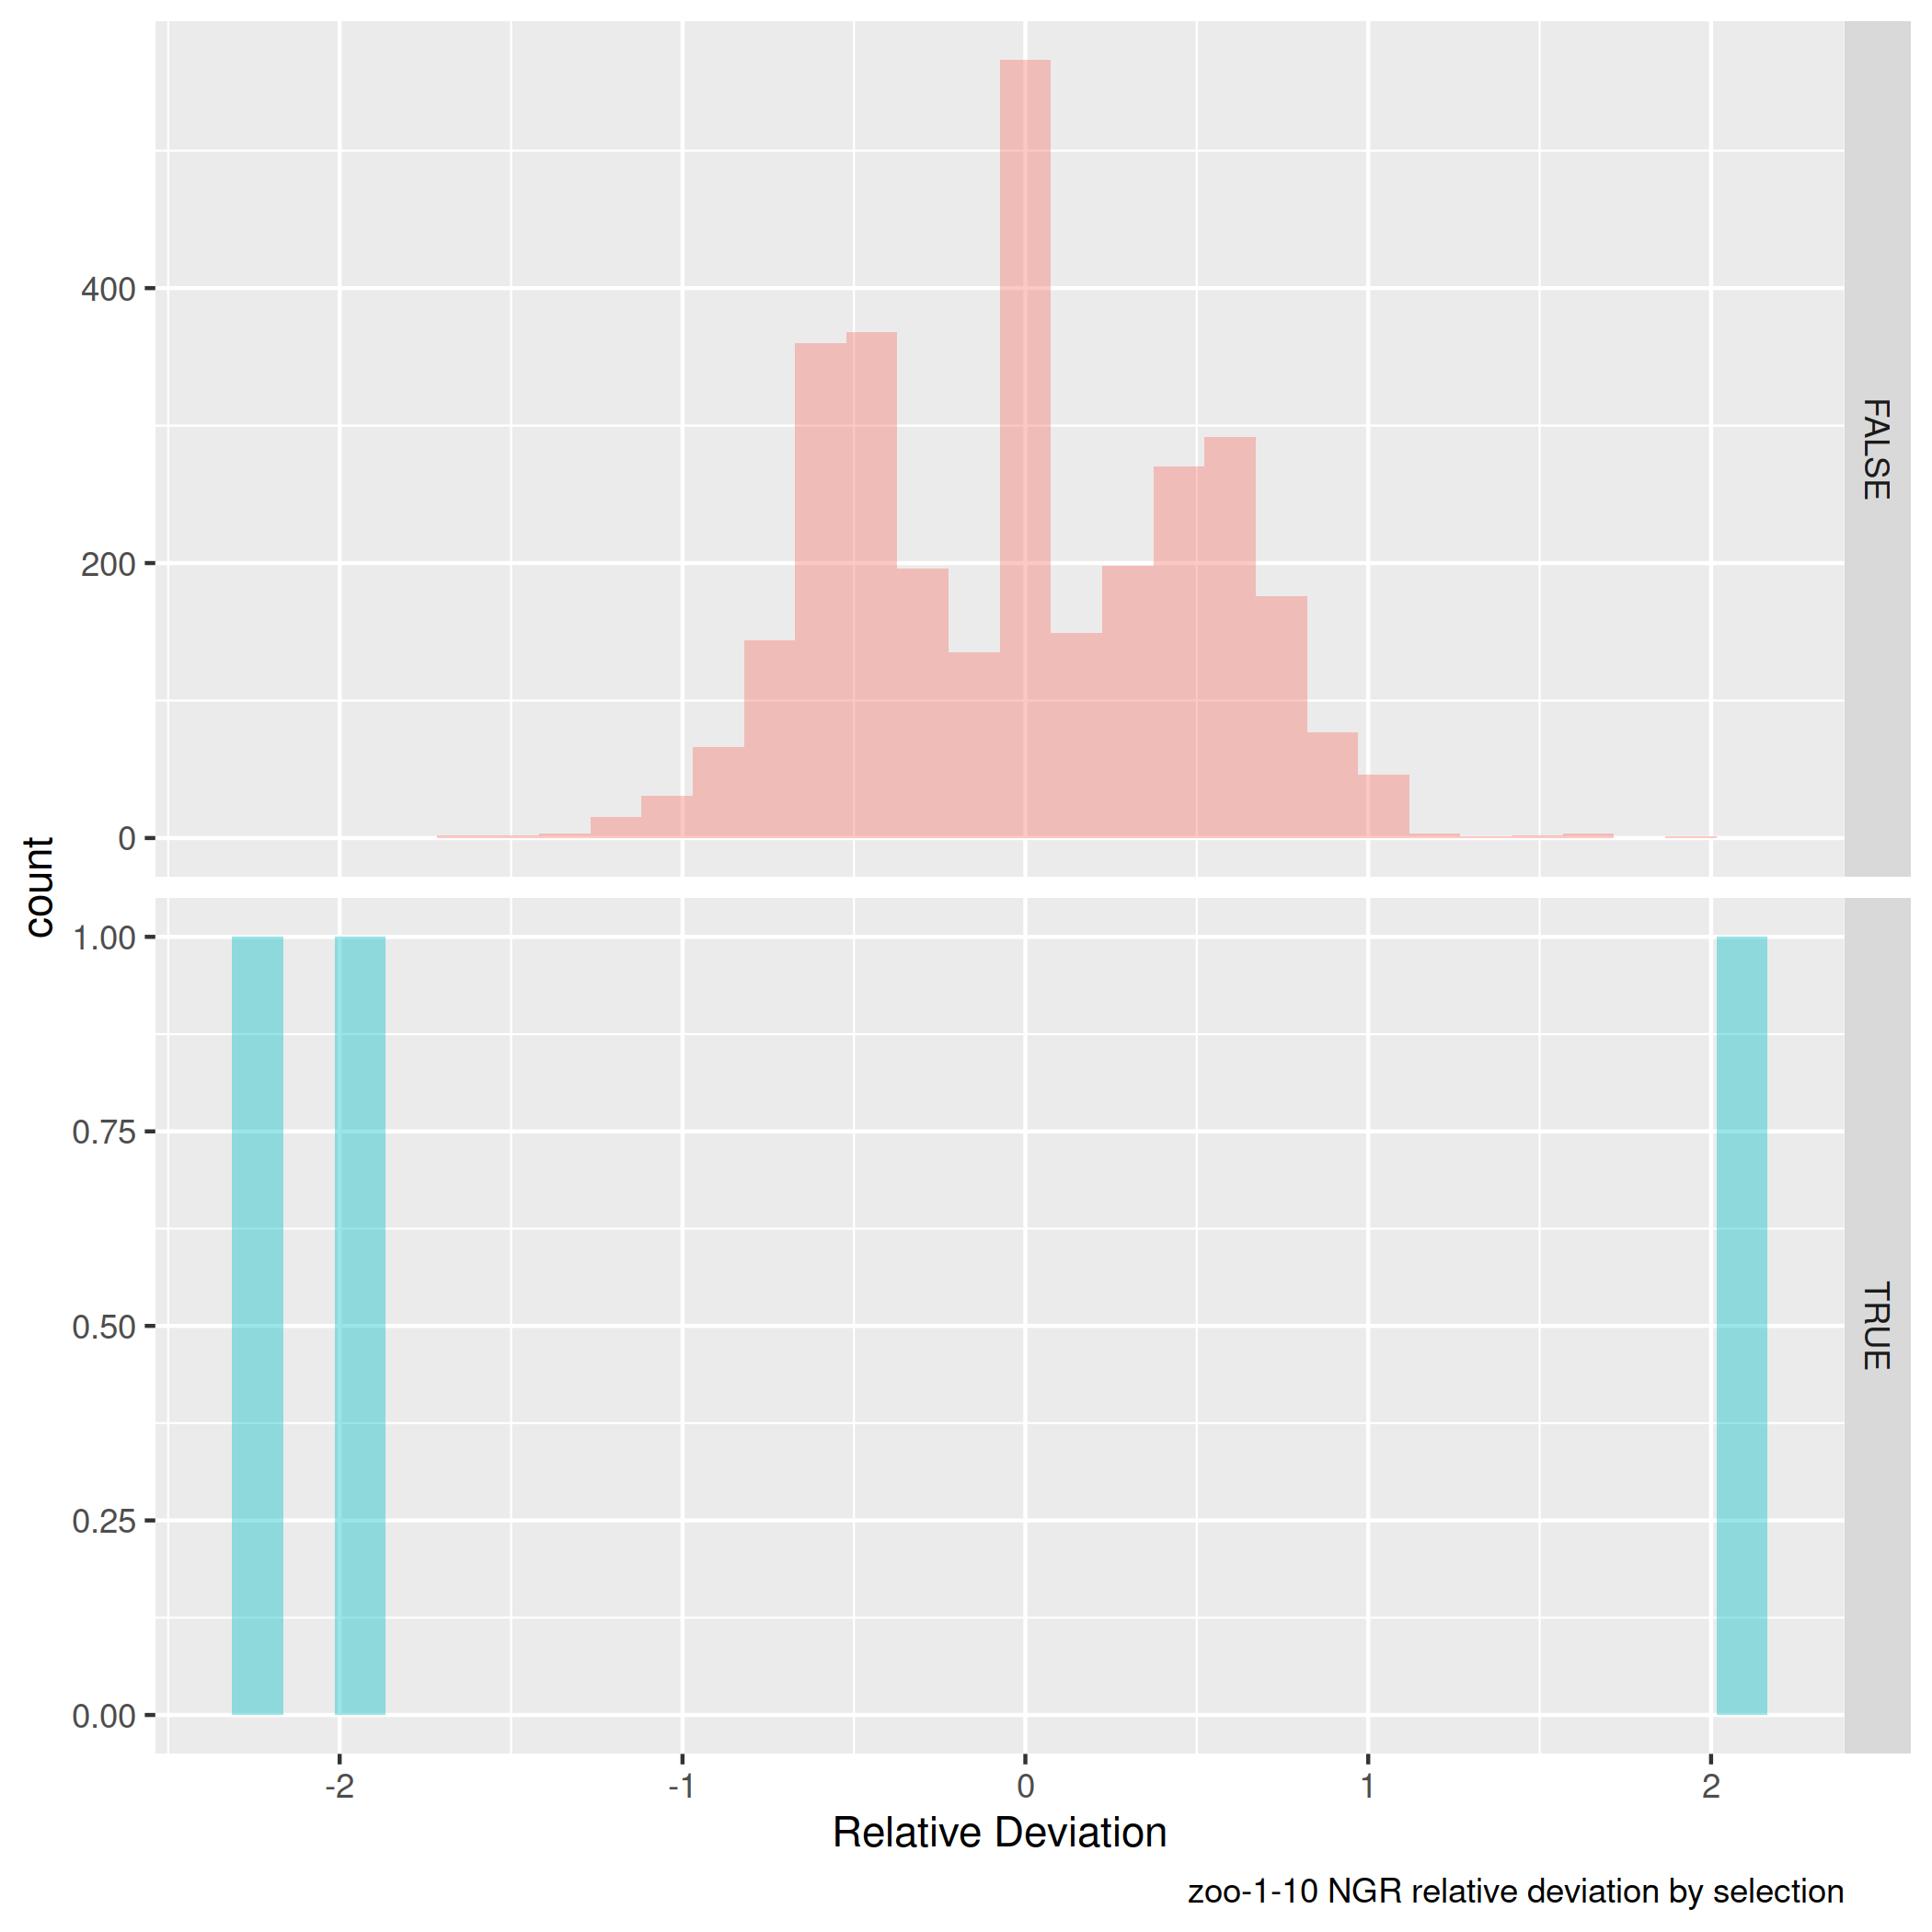 400
200
0
FALSE
count
1.00
0.75
0.50
0.25
0.00
TRUE
-2 -1 0 1 2
Relative Deviation
zoo-1-10 NGR relative deviation by selection